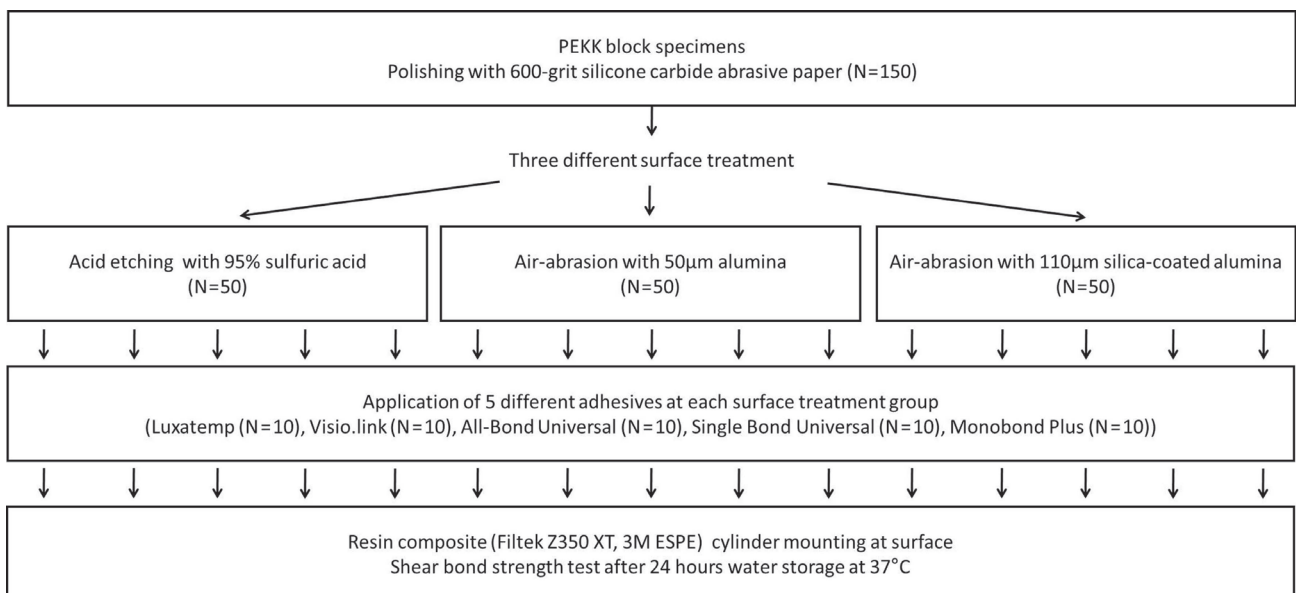 PEKK block specimens
Polishing with 600-grit silicone carbide abrasive paper (N=150)
Three different surface treatment
Acid etching with 95% sulfuric acid
(N=50)
Air-abrasion with 50µm alumina
(N=50)
Air-abrasion with 110µm silica-coated alumina
(N=50)
Application of 5 different adhesives at each surface treatment group
(Luxatemp (N=10), Visio.link (N=10), All-Bond Universal (N=10), Single Bond Universal (N=10), Monobond Plus (N=10))
Resin composite (Filtek Z350 XT, 3M ESPE) cylinder mounting at surface
Shear bond strength test after 24 hours water storage at 37°C